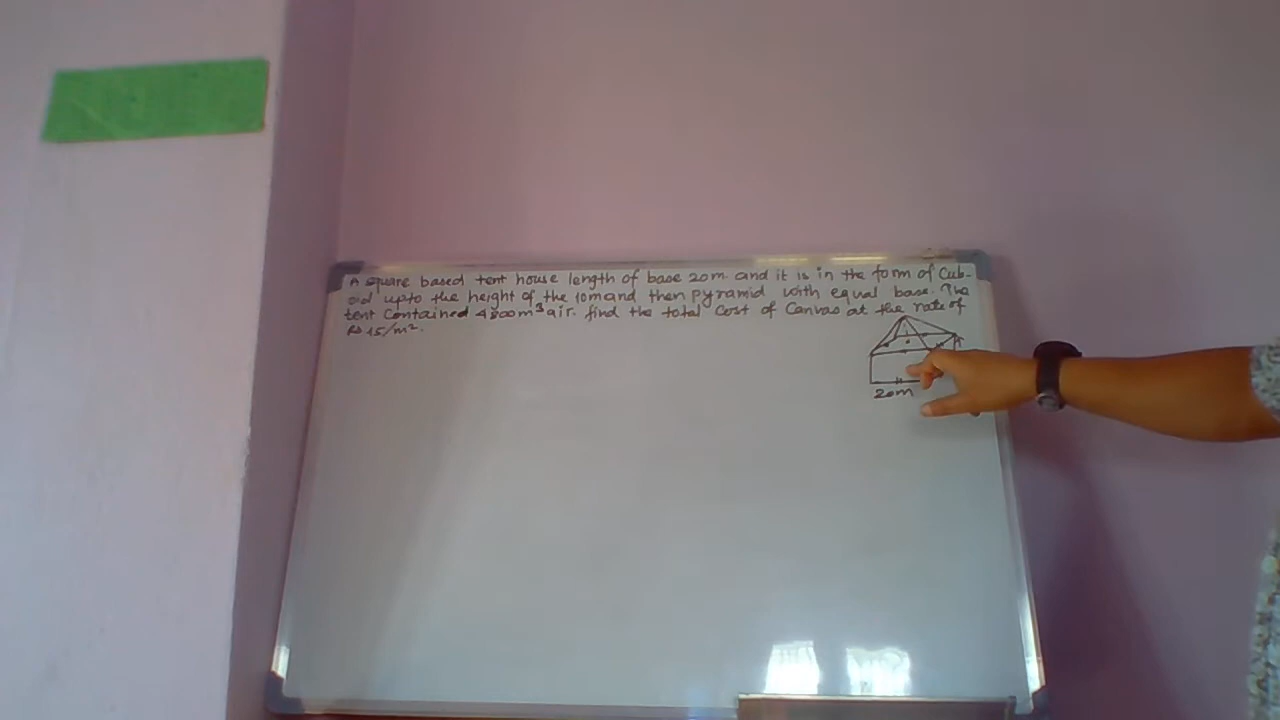 A square based tent house length of base 20m and it is in the form of Cub-
oid upto the height of the 10m and then pyramid with equal base. The
tent contained 4800m³ air. find the total cost of Canvas at the rate of
Rs 15/m².
20m